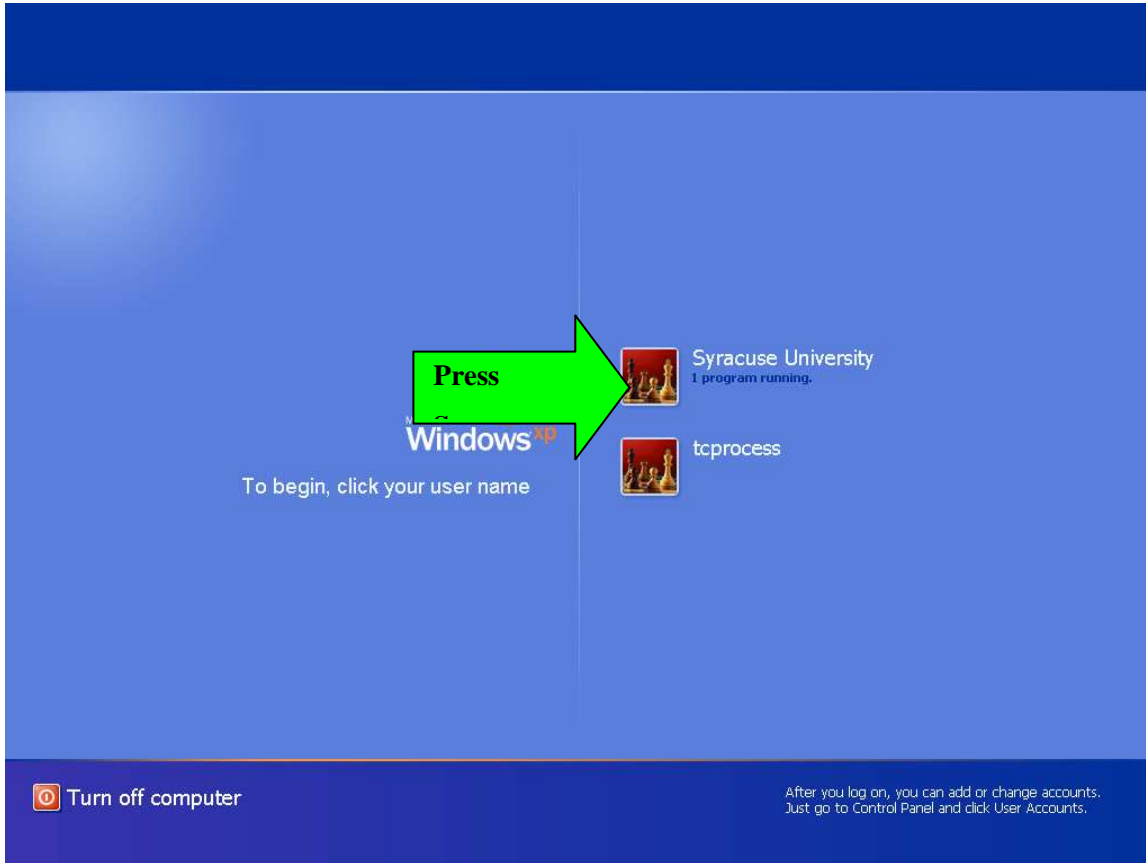 Syracuse University
1 program running.
Press
Windows xp
tcprocess
To begin, click your user name
Turn off computer
After you log on, you can add or change accounts.
Just go to Control Panel and click User Accounts.